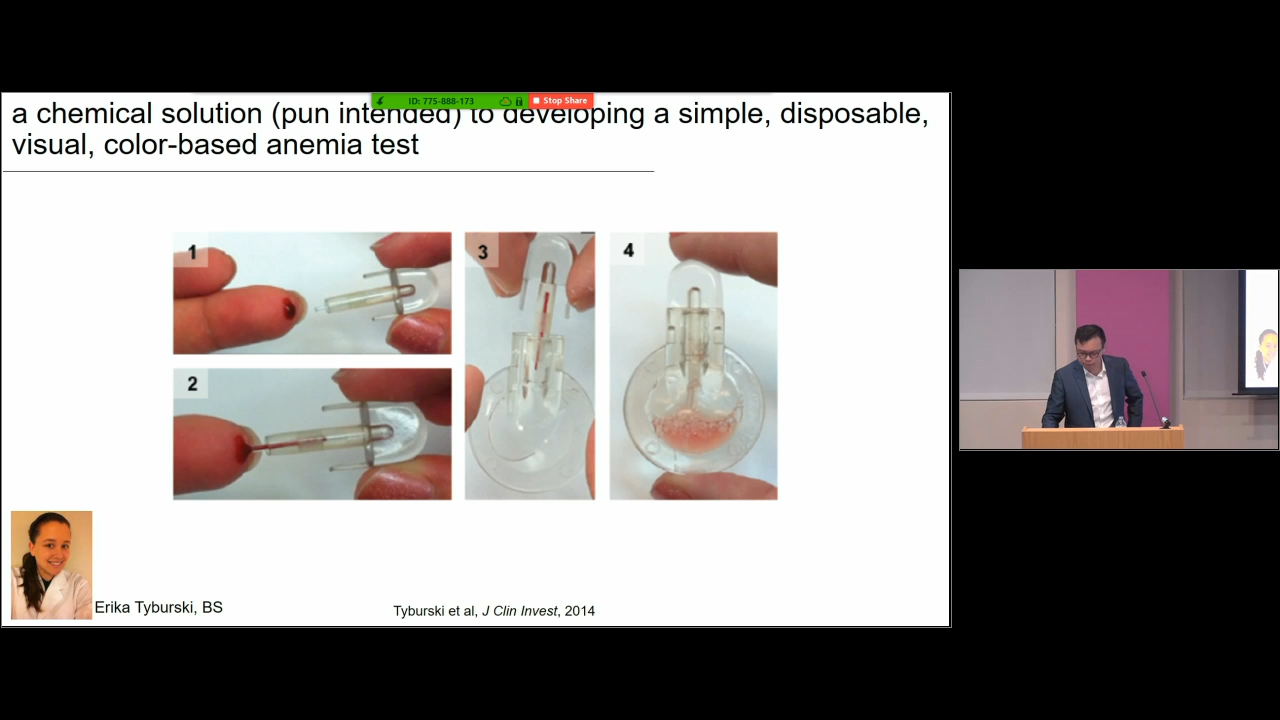 ID: 775-888-173
Stop Share
a chemical solution (pun intended) to developing a simple, disposable,
visual, color-based anemia test
1
2
3
4
Erika Tyburski, BS
Tyburski et al, J Clin Invest, 2014